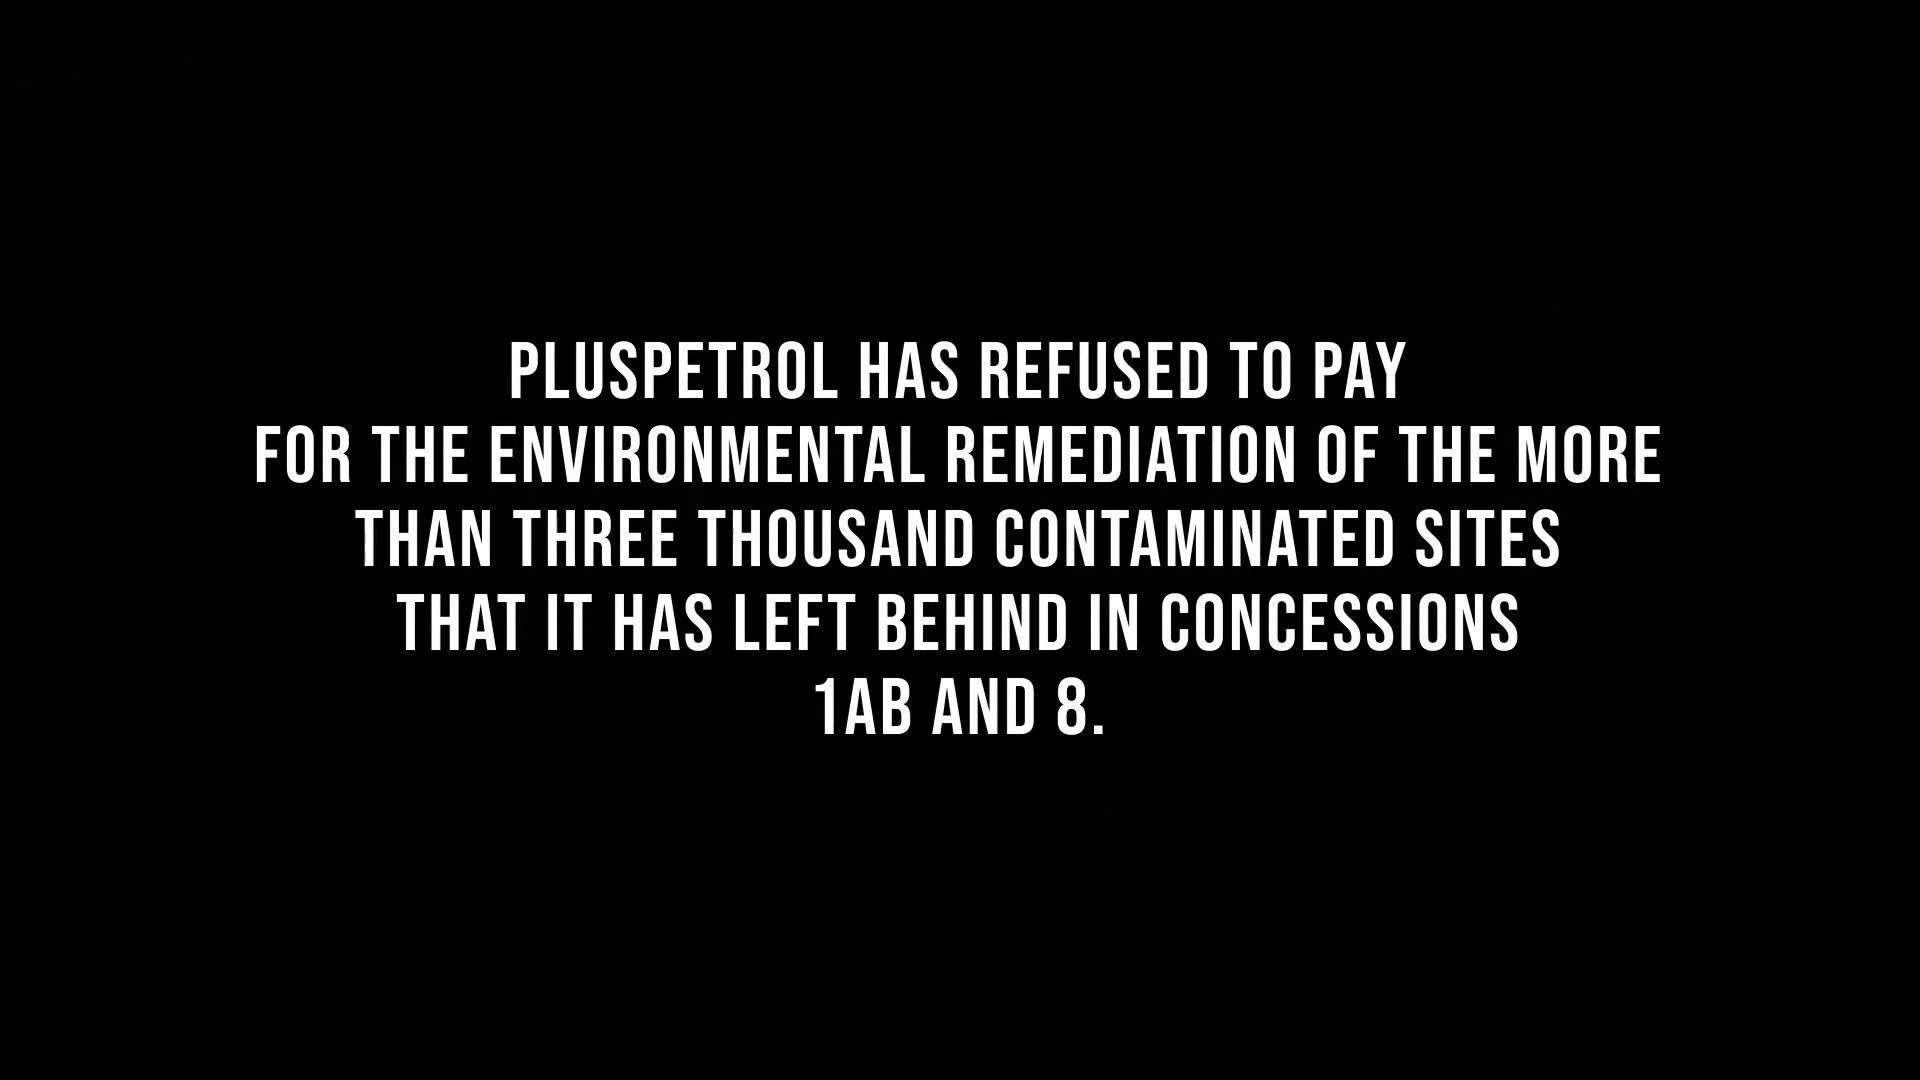 PLUSPETROL HAS REFUSED TO PAY
FOR THE ENVIRONMENTAL REMEDIATION OF THE MORE
THAN THREE THOUSAND CONTAMINATED SITES
THAT IT HAS LEFT BEHIND IN CONCESSIONS
1AB AND 8.